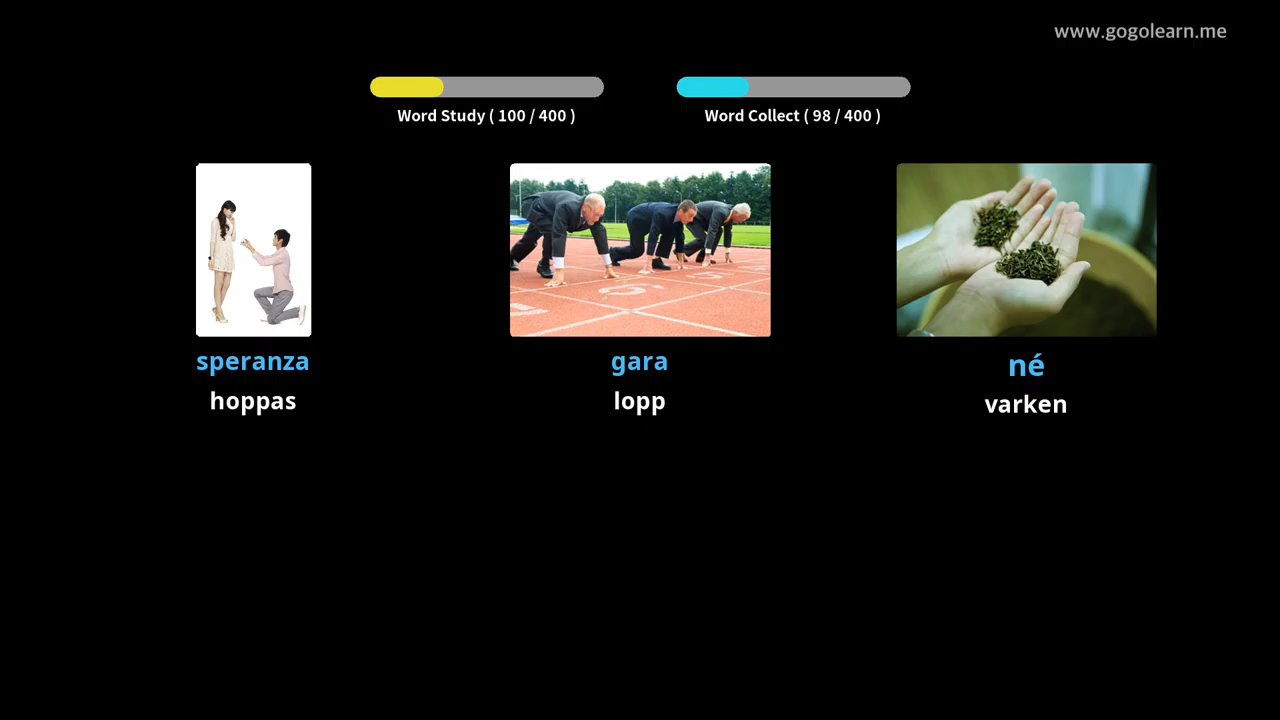 www.gogolearn.me
Word Study ( 100 / 400 )
Word Collect ( 98 / 400 )
speranza
hoppas
gara
lopp
né
varken